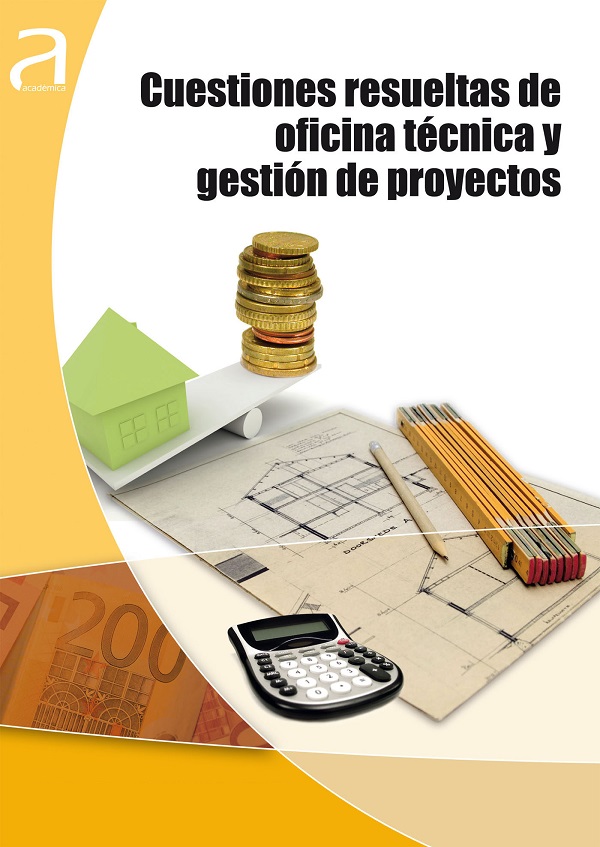 a
académica
Cuestiones resueltas de
oficina técnica y
gestión de proyectos
200